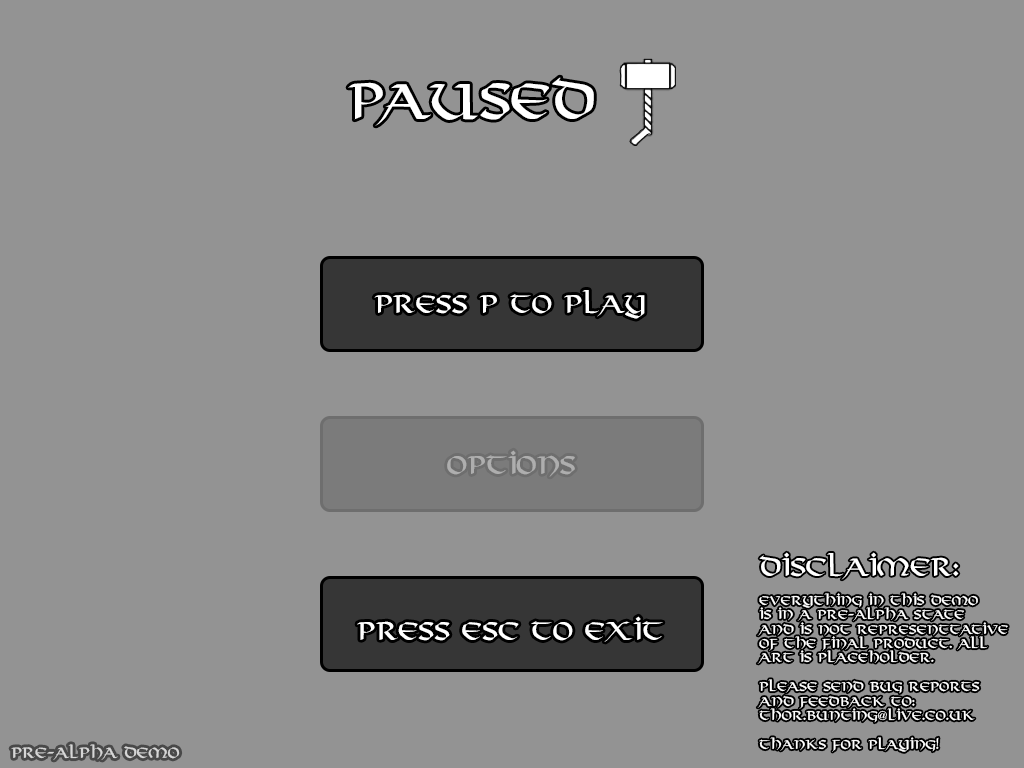 PAUSED
PRESS P TO PLAY
OPTIONS
PRESS ESC TO EXIT
DISCLAIMER:
EVERYTHING IN THIS DEMO
IS IN A PRE-ALPHA STATE
AND IS NOT REPRESENTTATIVE
OF THE FINAL PRODUCT. ALL
ART IS PLACEHOLDER.
PLEASE SEND BUG REPORTS
AND FEEDBACK TO:
THOR.BUNTING@LIVE.CO.UK
THANKS FOR PLAYING!
PRE-ALPHA DEMO